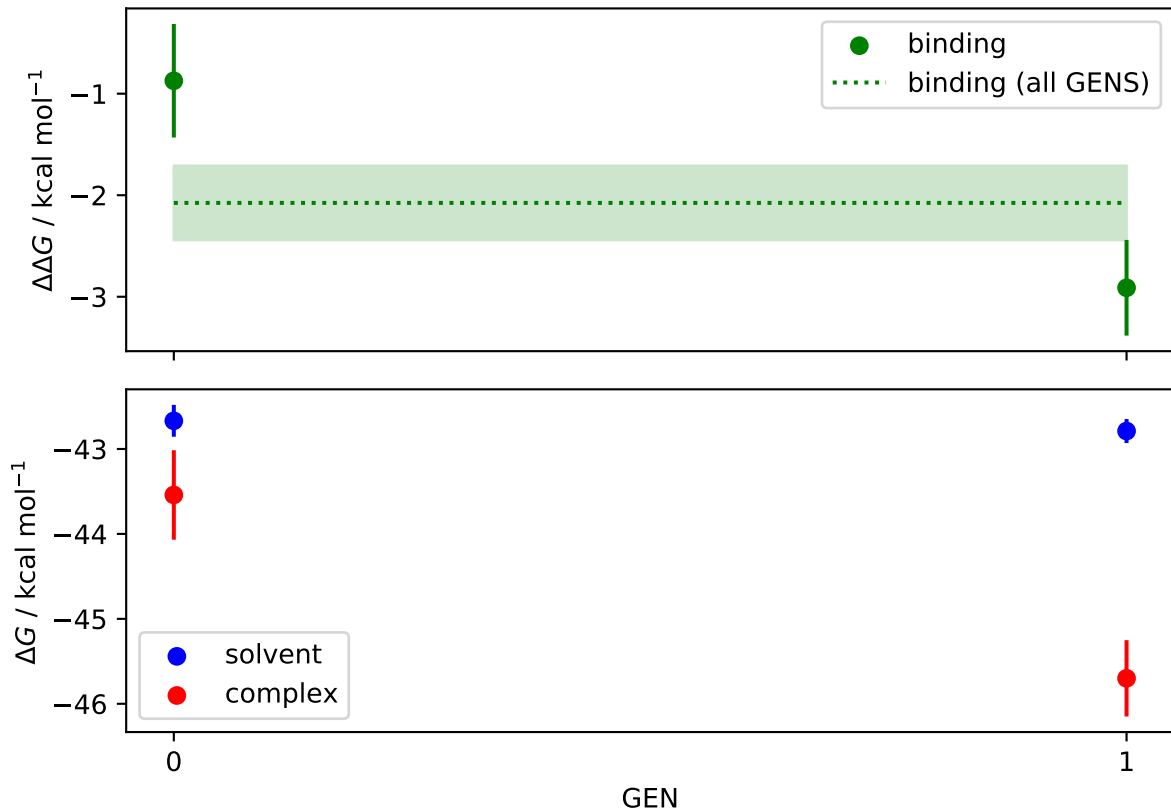 binding
binding (all GENS)
−1
−2
−3
ΔΔG / kcal mol⁻¹
−43
−44
−45
−46
ΔG / kcal mol⁻¹
solvent
complex
0
1
GEN